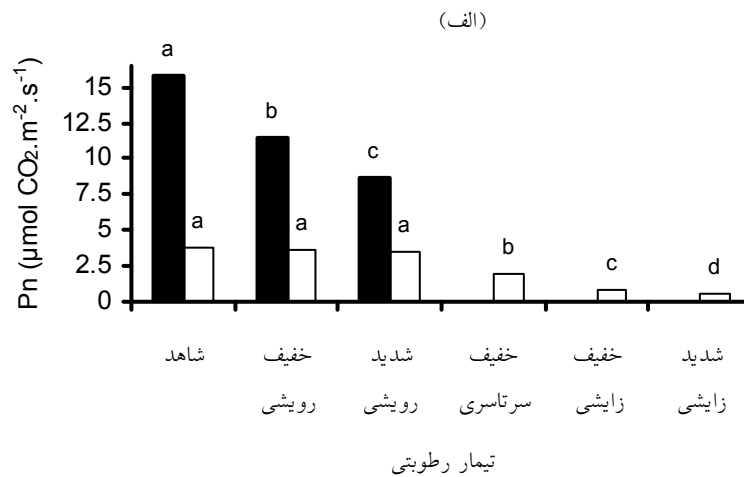 (الف)
Pn (µmol CO₂.m⁻².s⁻¹)
15
12.5
10
7.5
5
2.5
0
a
b
c
a
a
a
b
c
d
شاهد
خفیف رویشی
شدید رویشی
خفیف سرتاسری
خفیف زایشی
شدید زایشی
تیمار رطوبتی